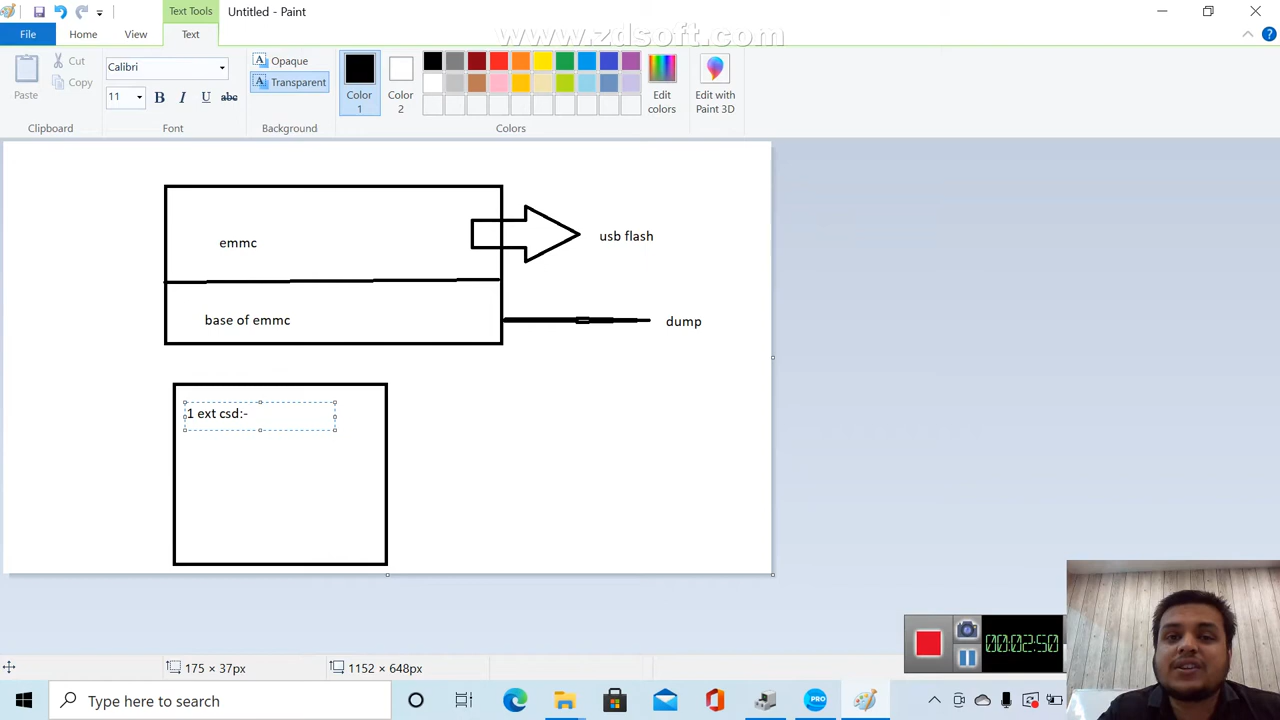 Text Tools
Untitled - Paint
File
Home
View
Text
www.zdsoft.com
Paste
Cut
Copy
Clipboard
Calibri
11
B I U abc
Font
Opaque
Transparent
Background
Color 1
Color 2
Edit colors
Edit with Paint 3D
Colors
emmc
usb flash
base of emmc
dump
1 ext csd:-
00:02:50
175 × 37px
1152 × 648px
Type here to search
PRO